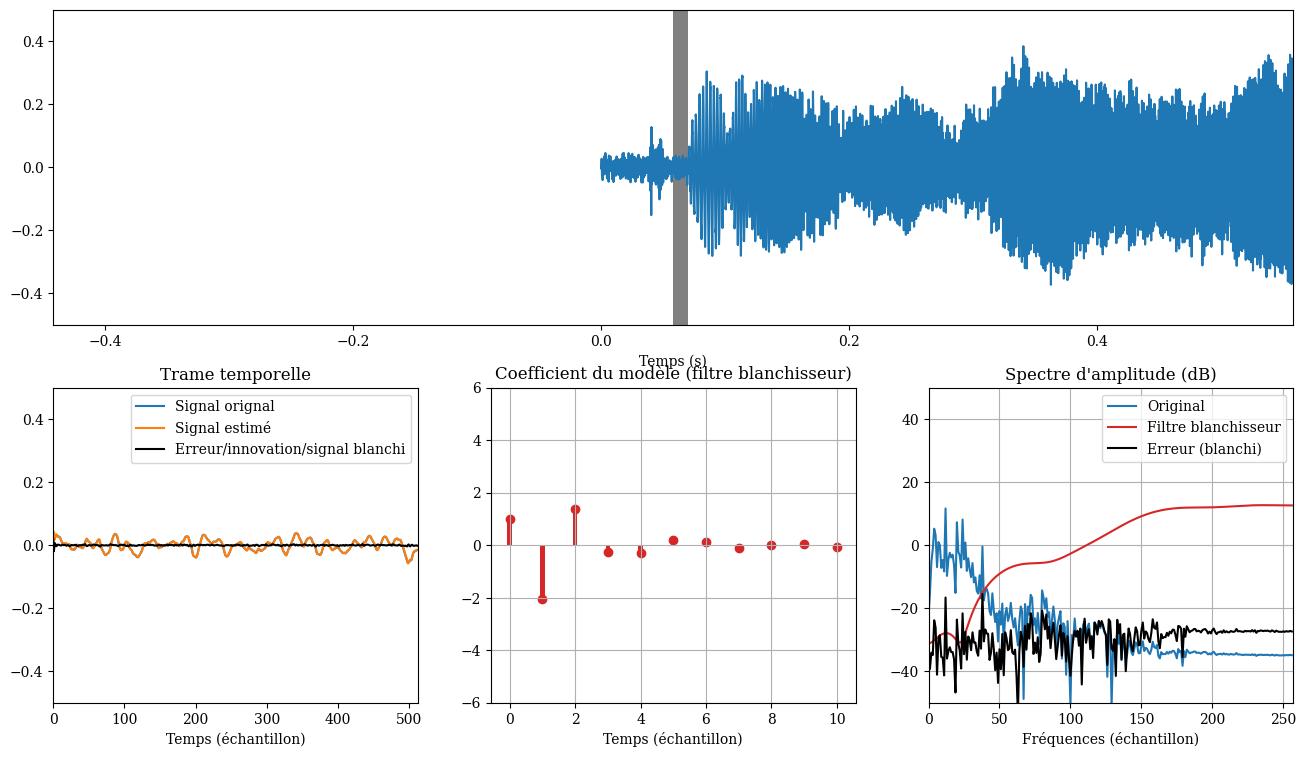 0.4
0.2
0.0
−0.2
−0.4
−0.4 −0.2 0.0 0.2 0.4
Temps (s)
Trame temporelle
Signal orignal
Signal estimé
Erreur/innovation/signal blanchi
0.4
0.2
0.0
−0.2
−0.4
0 100 200 300 400 500
Temps (échantillon)
Coefficient du modèle (filtre blanchisseur)
6
4
2
0
−2
−4
−6
0 2 4 6 8 10
Temps (échantillon)
Spectre d'amplitude (dB)
Original
Filtre blanchisseur
Erreur (blanchi)
40
20
0
−20
−40
0 50 100 150 200 250
Fréquences (échantillon)